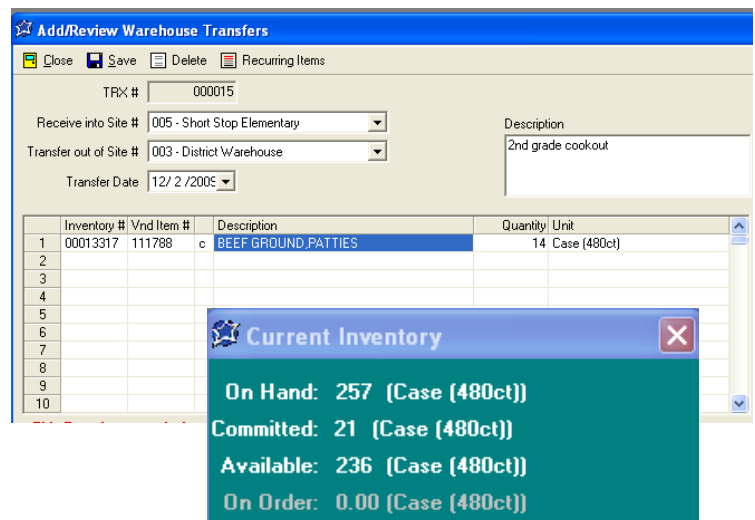 Add/Review Warehouse Transfers
Close Save Delete Recurring Items
TRX # 000015
Receive into Site # 005 - Short Stop Elementary
Description
Transfer out of Site # 003 - District Warehouse
2nd grade cookout
Transfer Date 12/ 2 /2009
Inventory # Vnd Item # Description Quantity Unit
1 00013317 111788 c BEEF GROUND,PATTIES 14 Case (480ct)
2
3
4
5
6
7
8
9
10
Current Inventory
On Hand: 257 (Case (480ct))
Committed: 21 (Case (480ct))
Available: 236 (Case (480ct))
On Order: 0.00 (Case (480ct))